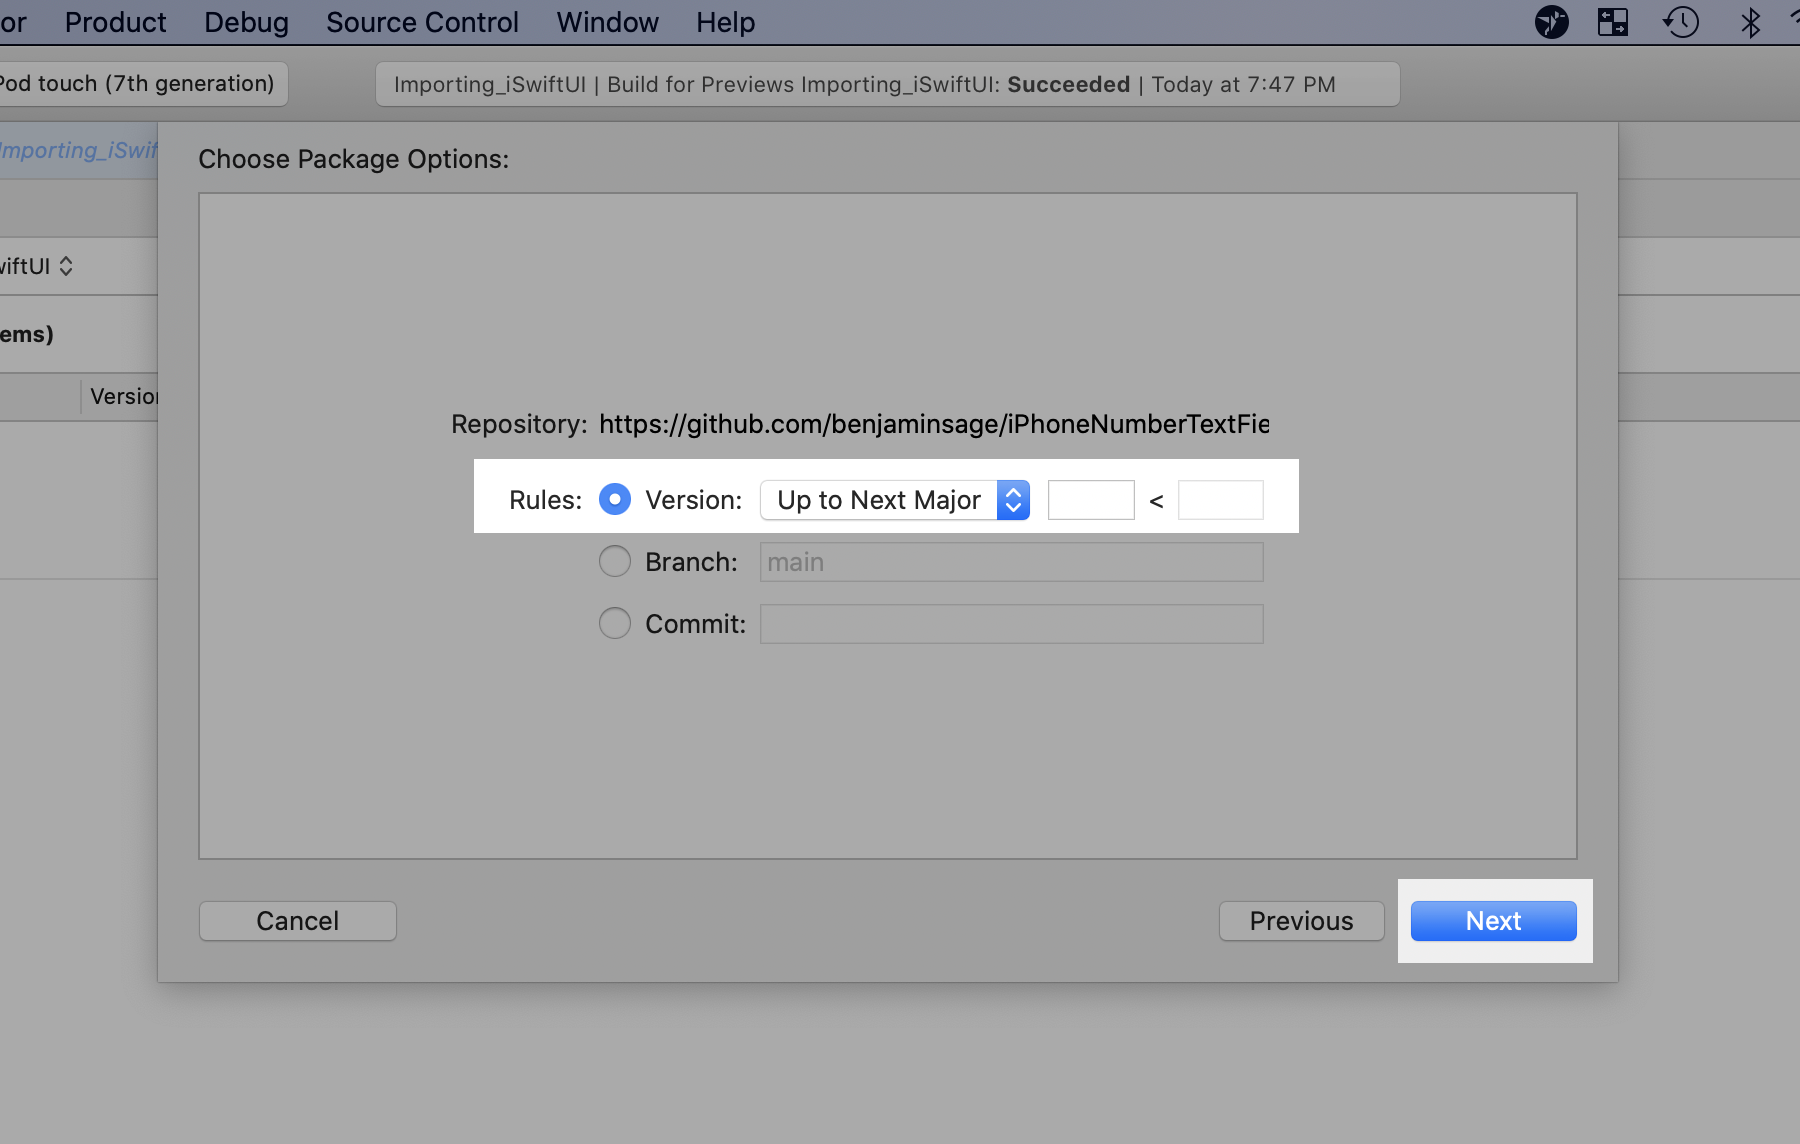 or Product Debug Source Control Window Help
Pod touch (7th generation)
Importing_iSwiftUI | Build for Previews Importing_iSwiftUI: Succeeded | Today at 7:47 PM
Importing_iSwif
Choose Package Options:
wiftUI
ems)
Version
Repository: https://github.com/benjaminsage/iPhoneNumberTextFie
Rules: Version: Up to Next Major <
Branch: main
Commit:
Cancel Previous Next